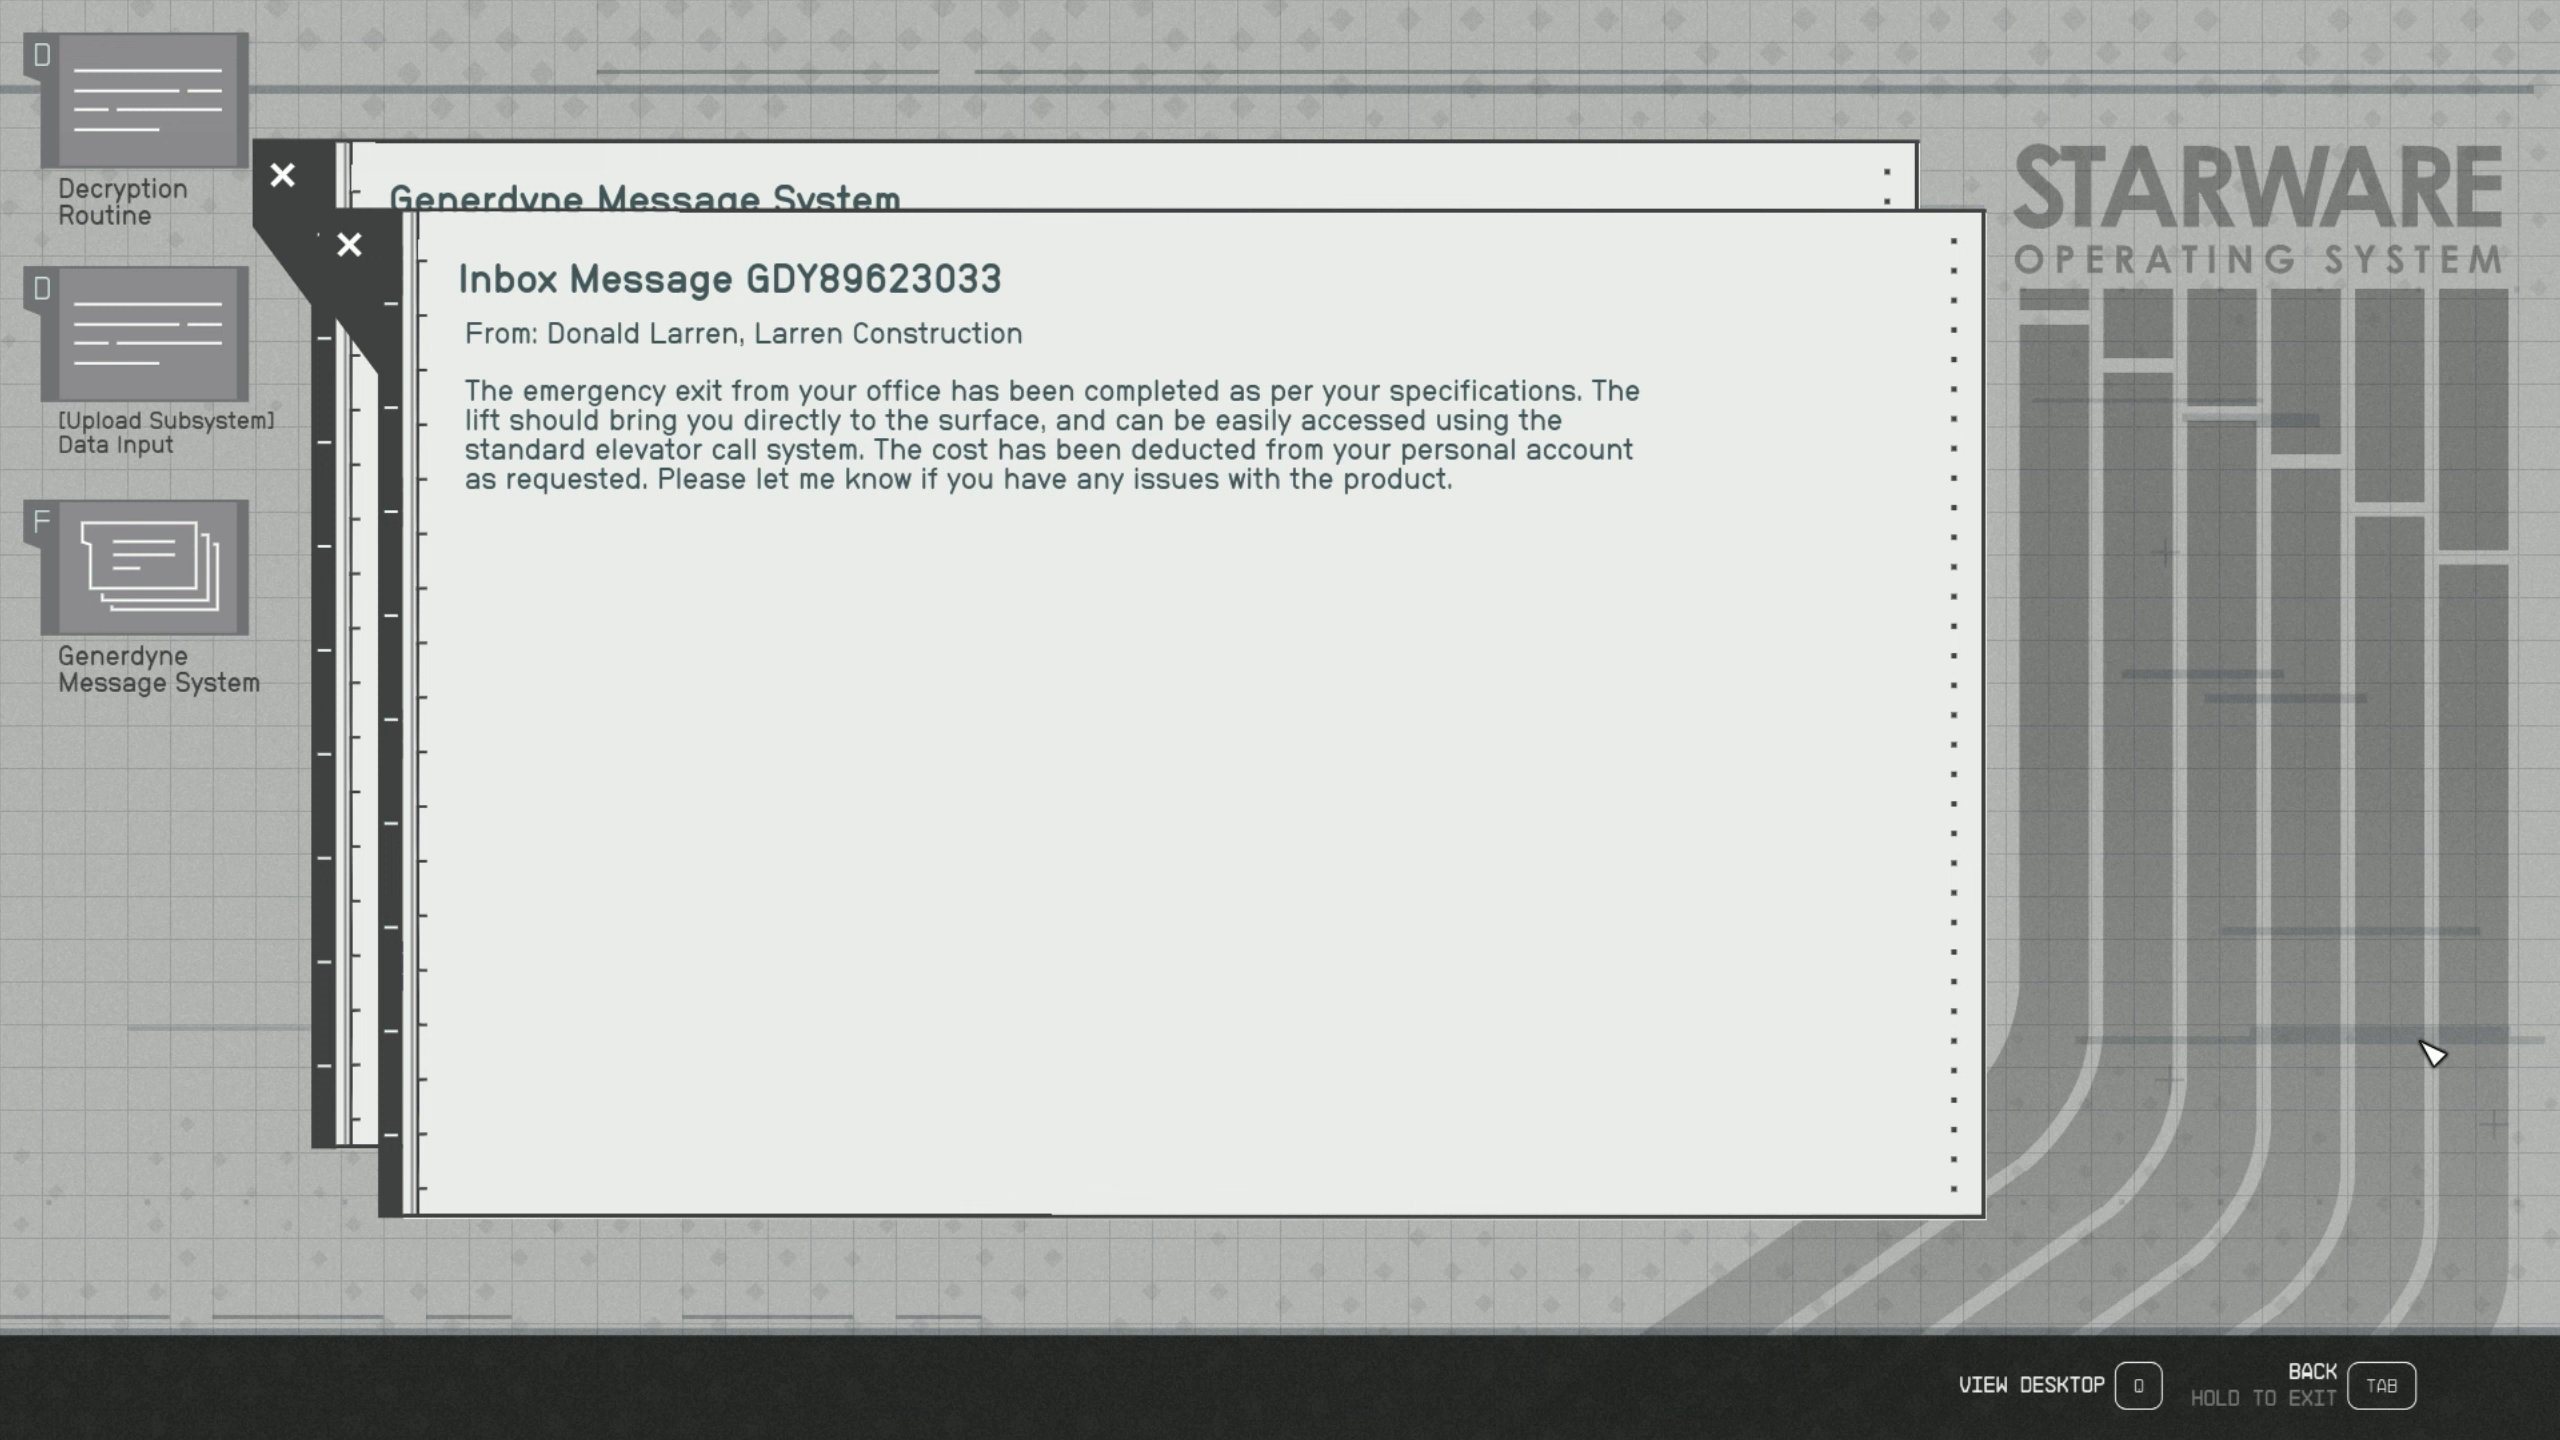 D
Decryption
Routine
D
[Upload Subsystem]
Data Input
F
Generdyne
Message System
Generdyne Message System
Inbox Message GDY89623033
From: Donald Larren, Larren Construction
The emergency exit from your office has been completed as per your specifications. The
lift should bring you directly to the surface, and can be easily accessed using the
standard elevator call system. The cost has been deducted from your personal account
as requested. Please let me know if you have any issues with the product.
STARWARE
OPERATING SYSTEM
VIEW DESKTOP Q
BACK
HOLD TO EXIT
TAB